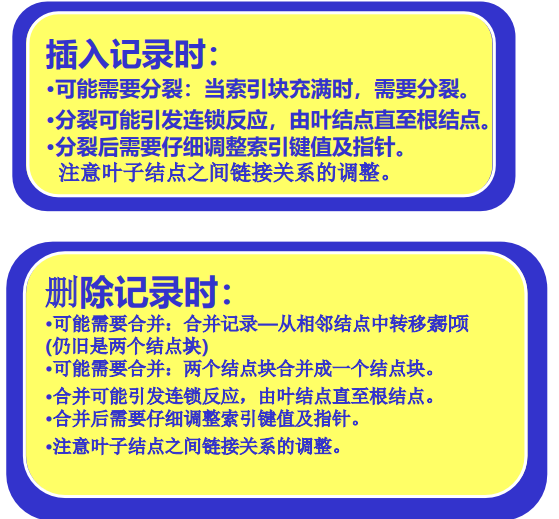 插入记录时：
•可能需要分裂：当索引块充满时，需要分裂。
•分裂可能引发连锁反应，由叶结点直至根结点。
•分裂后需要仔细调整索引键值及指针。
注意叶子结点之间链接关系的调整。
删除记录时：
•可能需要合并：合并记录—从相邻结点中转移索引项
(仍旧是两个结点块)
•可能需要合并：两个结点块合并成一个结点块。
•合并可能引发连锁反应，由叶结点直至根结点。
•合并后需要仔细调整索引键值及指针。
•注意叶子结点之间链接关系的调整。